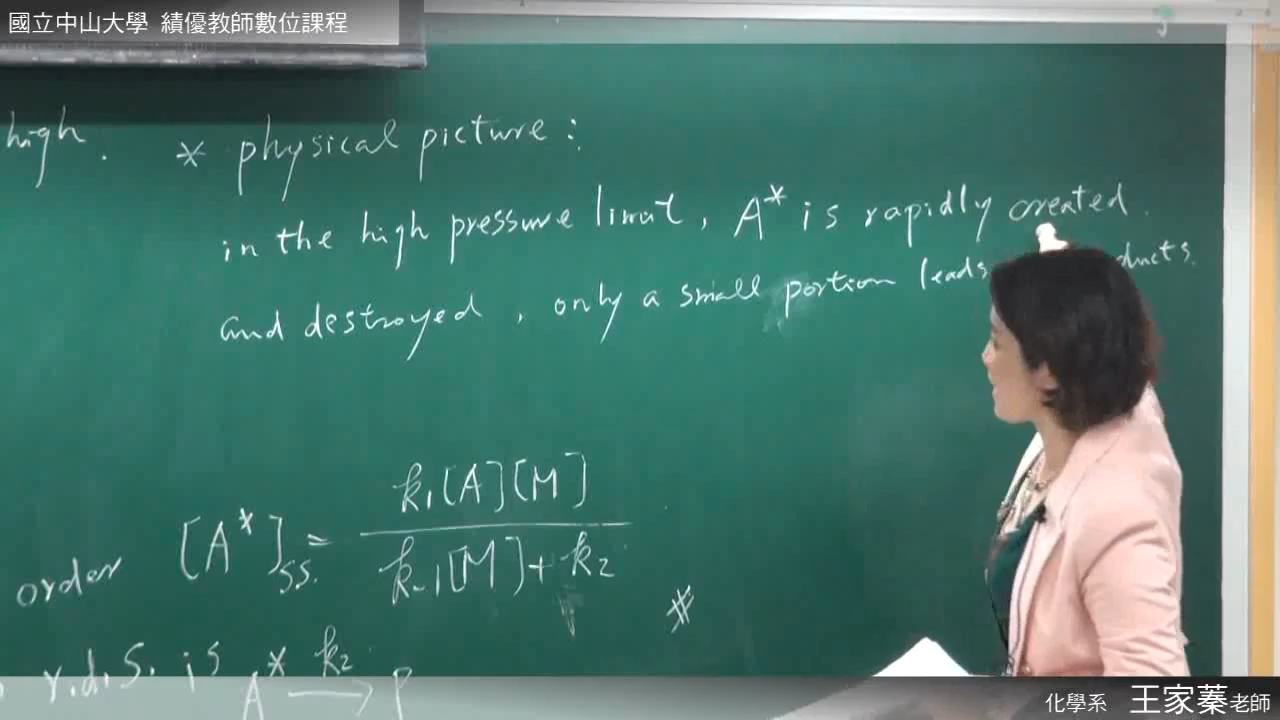 國立中山大學 績優教師數位課程
high.
* physical picture:
in the high pressure limit, A* is rapidly created
and destroyed, only a small portion leads
order [A*]s.s. = k₁[A][M] / k₋₁[M]+k₂
#
r.d.s. is A* —k₂→ P
化學系 王家蓁老師